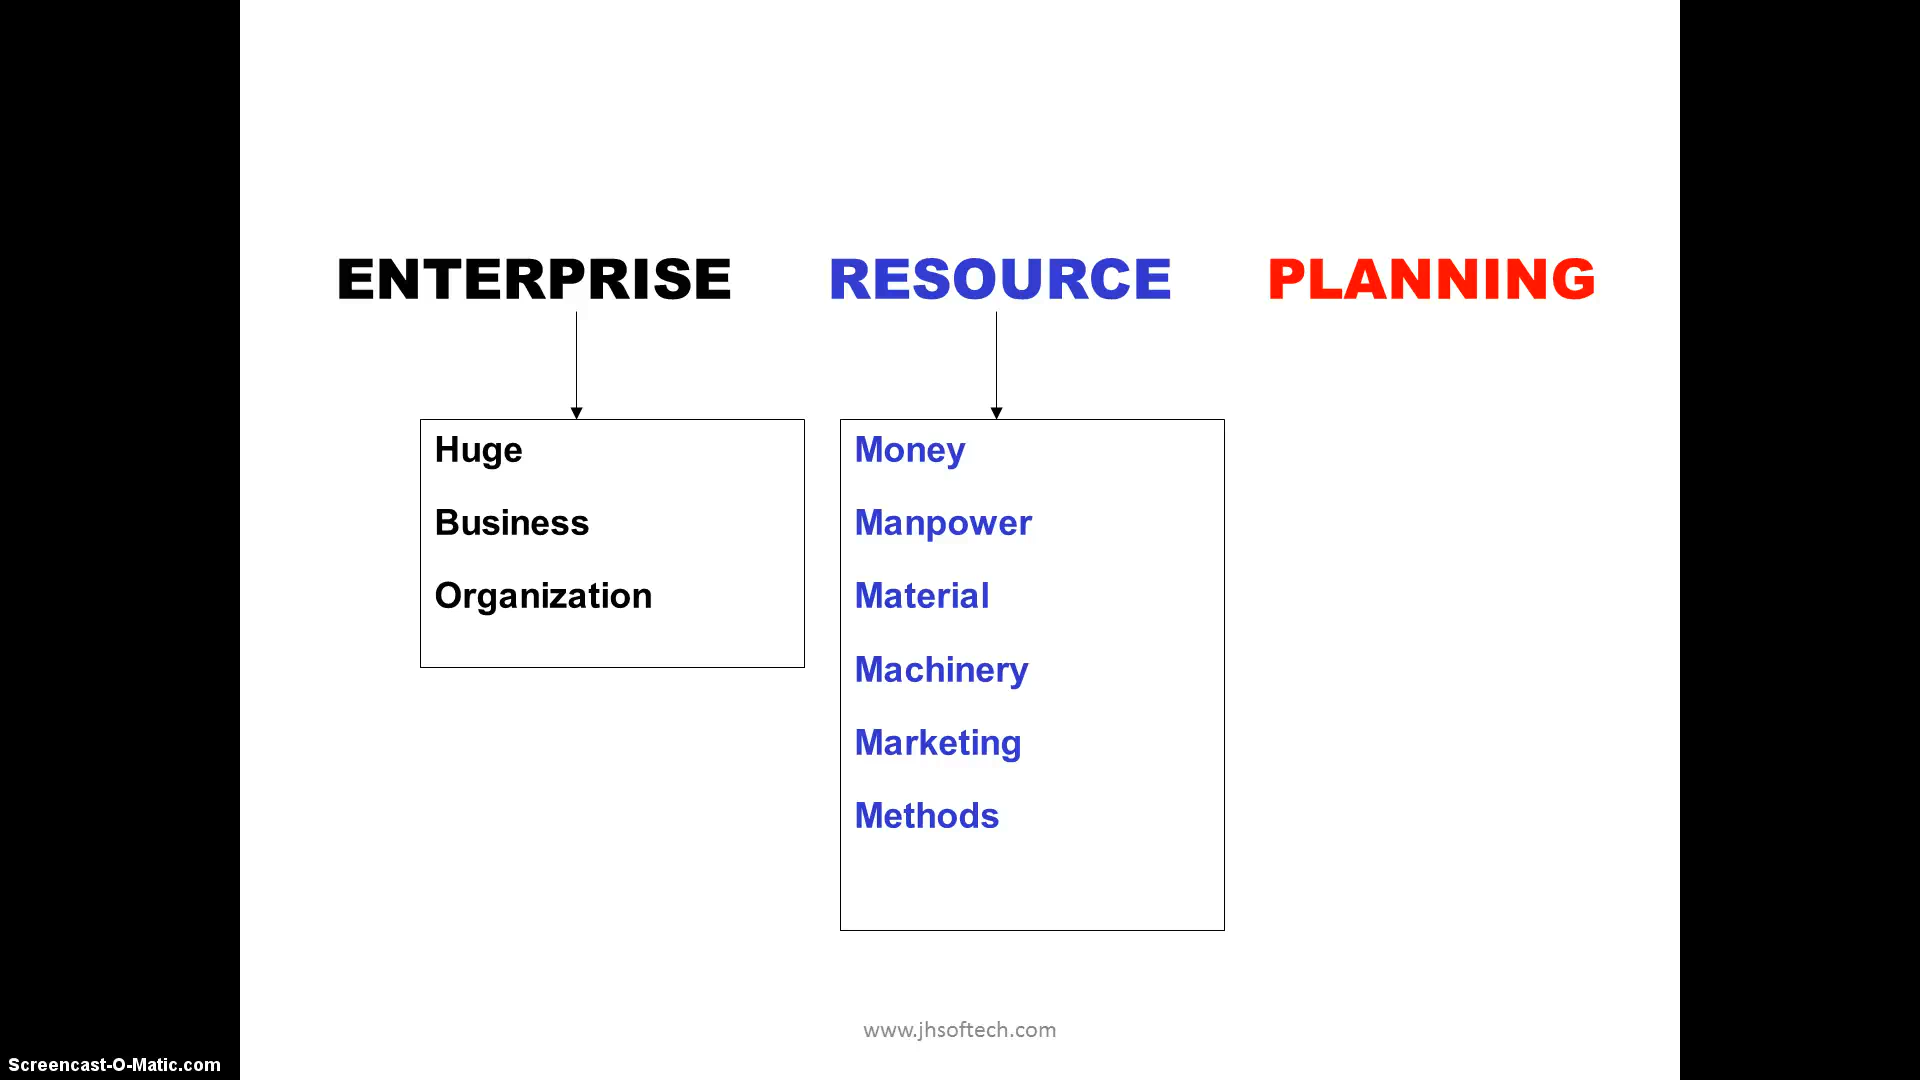 ENTERPRISE RESOURCE PLANNING
Huge
Business
Organization
Money
Manpower
Material
Machinery
Marketing
Methods
www.jhsoftech.com
Screencast-O-Matic.com